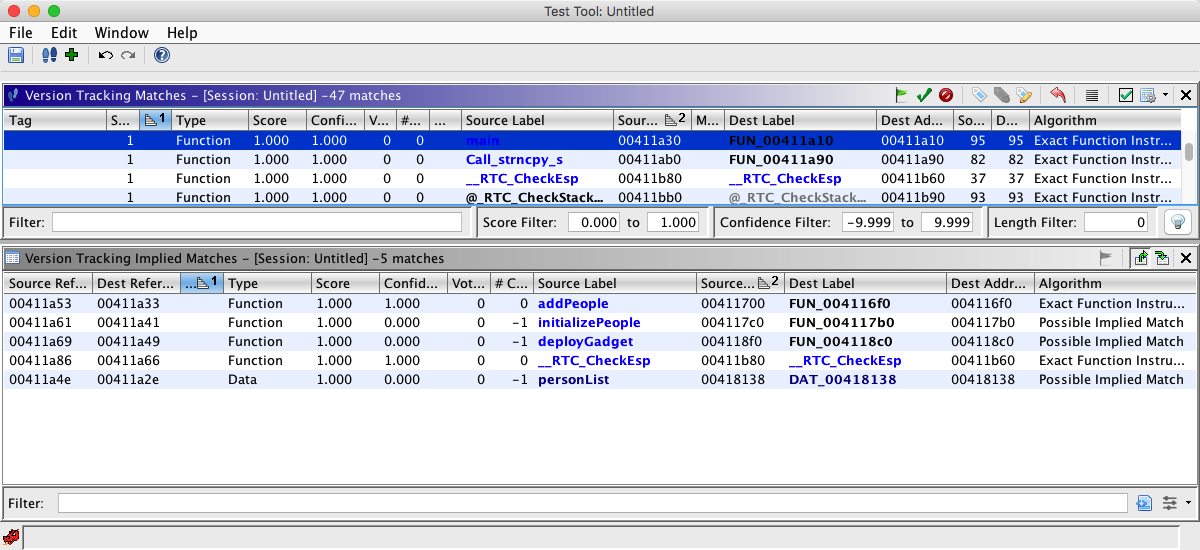 Test Tool: Untitled
File Edit Window Help
Version Tracking Matches – [Session: Untitled] –47 matches
Tag S... 1 Type Score Confi... V... #... ... Source Label Sour... 2 M... Dest Label Dest Ad... So... D... Algorithm
1 Function 1.000 1.000 0 0 main 00411a30 FUN_00411a10 00411a10 95 95 Exact Function Instr...
1 Function 1.000 1.000 0 0 Call_strncpy_s 00411ab0 FUN_00411a90 00411a90 82 82 Exact Function Instr...
1 Function 1.000 1.000 0 0 __RTC_CheckEsp 00411b80 __RTC_CheckEsp 00411b60 37 37 Exact Function Instr...
1 Function 1.000 1.000 0 0 @_RTC_CheckStack... 00411bb0 @_RTC_CheckStac... 00411b90 93 93 Exact Function Instr...
Filter: Score Filter: 0.000 to 1.000 Confidence Filter: -9.999 to 9.999 Length Filter: 0
Version Tracking Implied Matches – [Session: Untitled] –5 matches
Source Ref... Dest Refer... ... 1 Type Score Confid... Vot... # C... Source Label Source... 2 Dest Label Dest Addr... Algorithm
00411a53 00411a33 Function 1.000 1.000 0 0 addPeople 00411700 FUN_004116f0 004116f0 Exact Function Instru...
00411a61 00411a41 Function 1.000 0.000 0 -1 initializePeople 004117c0 FUN_004117b0 004117b0 Possible Implied Match
00411a69 00411a49 Function 1.000 0.000 0 -1 deployGadget 004118f0 FUN_004118c0 004118c0 Possible Implied Match
00411a86 00411a66 Function 1.000 1.000 0 0 __RTC_CheckEsp 00411b80 __RTC_CheckEsp 00411b60 Exact Function Instru...
00411a4e 00411a2e Data 1.000 0.000 0 -1 personList 00418138 DAT_00418138 00418138 Possible Implied Match
Filter: